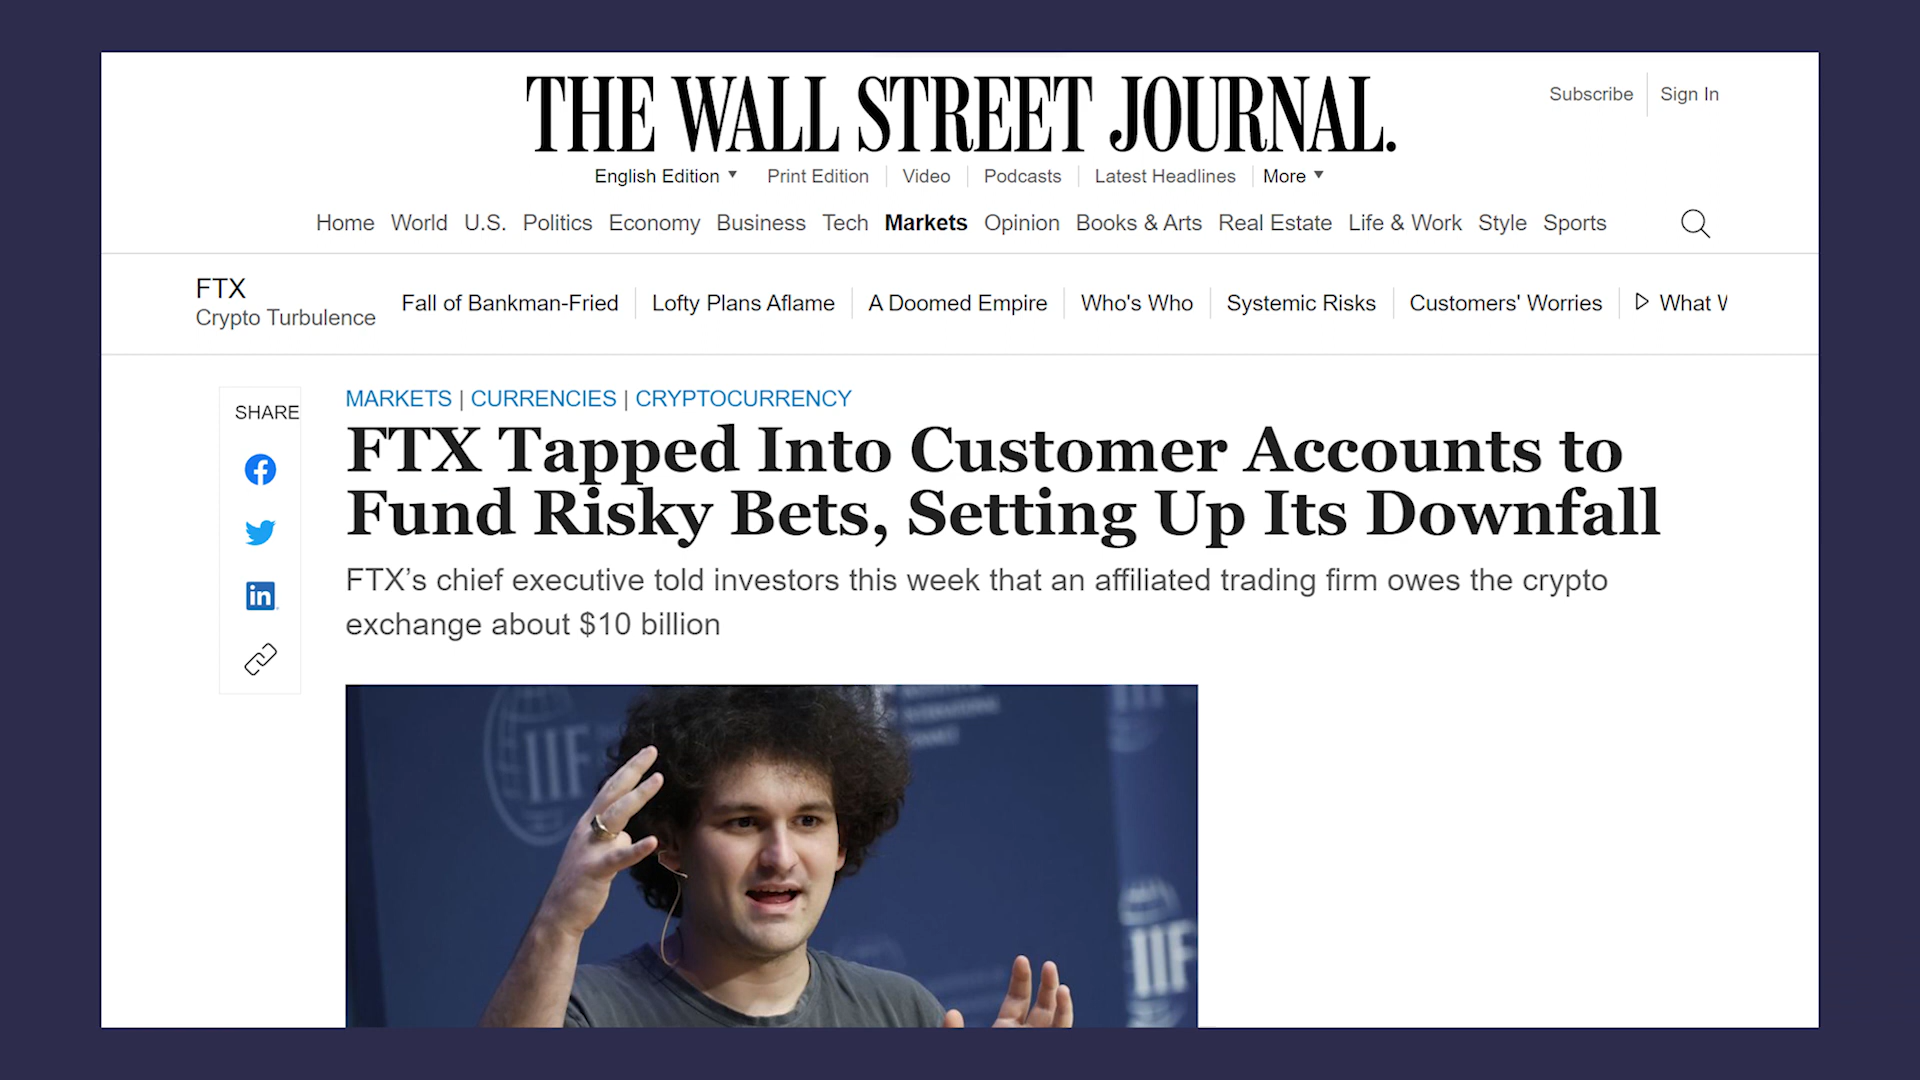 THE WALL STREET JOURNAL.
Subscribe Sign In
English Edition Print Edition Video Podcasts Latest Headlines More
Home World U.S. Politics Economy Business Tech Markets Opinion Books & Arts Real Estate Life & Work Style Sports
FTX
Crypto Turbulence
Fall of Bankman-Fried Lofty Plans Aflame A Doomed Empire Who's Who Systemic Risks Customers' Worries What
SHARE
MARKETS | CURRENCIES | CRYPTOCURRENCY
FTX Tapped Into Customer Accounts to
Fund Risky Bets, Setting Up Its Downfall
FTX’s chief executive told investors this week that an affiliated trading firm owes the crypto
exchange about $10 billion
in
IIF
IIF